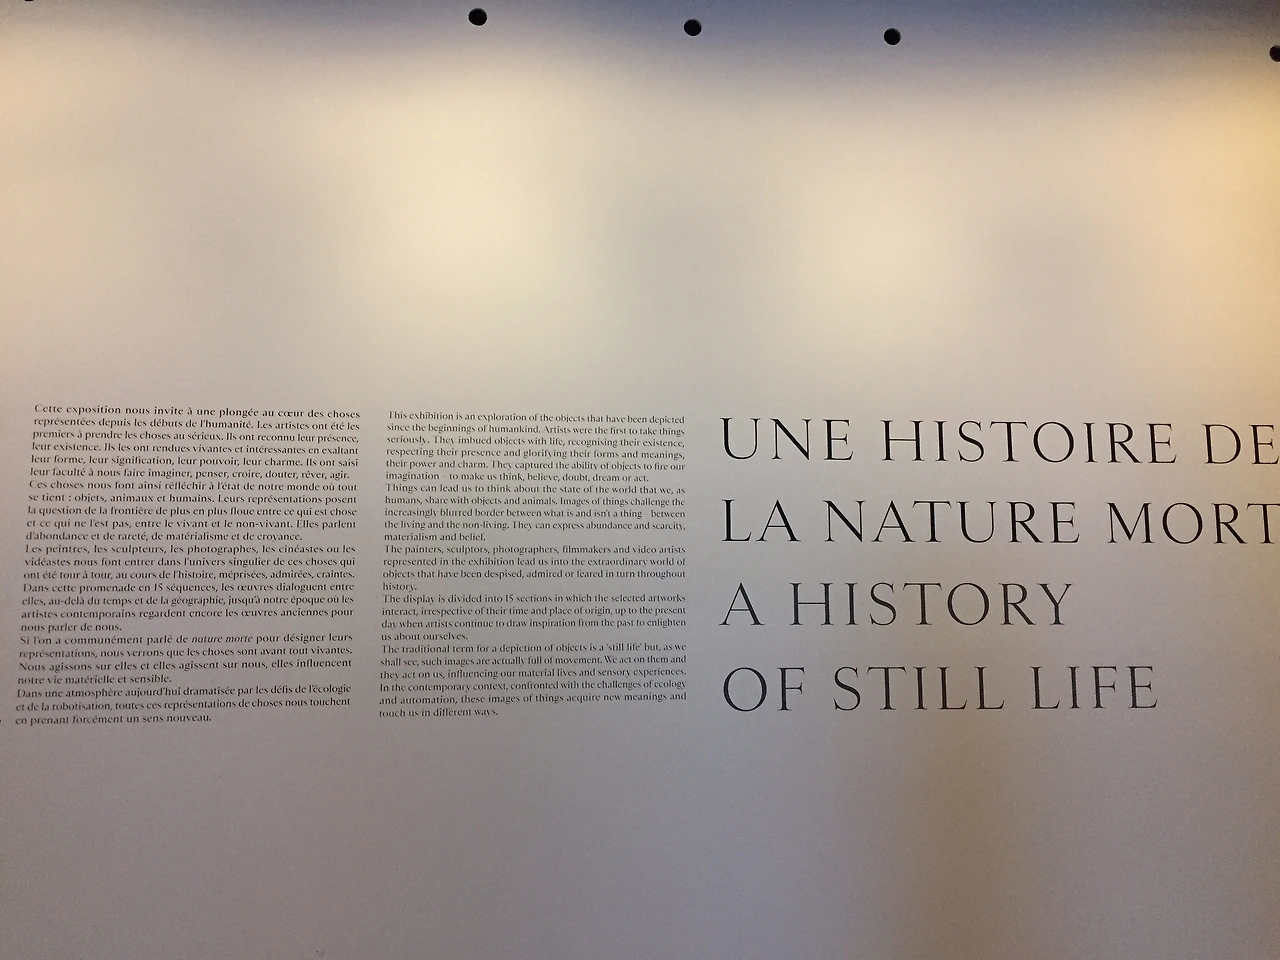 Cette exposition nous invite à une plongée au cœur des choses
représentées depuis les débuts de l'humanité. Les artistes ont été les
premiers à prendre les choses au sérieux. Ils ont reconnu leur présence,
leur existence. Ils les ont rendues vivantes et intéressantes en exaltant
leur forme, leur signification, leur pouvoir, leur charme. Ils ont saisi
leur faculté à nous faire imaginer, penser, croire, douter, rêver, agir.
Ces choses nous font ainsi réfléchir à l'état de notre monde où tout
se tient : objets, animaux et humains. Leurs représentations posent
la question de la frontière de plus en plus floue entre ce qui est chose
et ce qui ne l'est pas, entre le vivant et le non-vivant. Elles parlent
d'abondance et de rareté, de matérialisme et de croyance.
Les peintres, les sculpteurs, les photographes, les cinéastes ou les
vidéastes nous font entrer dans l'univers singulier de ces choses qui
ont été tour à tour, au cours de l'histoire, méprisées, admirées, craintes.
Dans cette promenade en 15 séquences, les œuvres dialoguent entre
elles, au-delà du temps et de la géographie, jusqu'à notre époque où les
artistes contemporains regardent encore les œuvres anciennes pour
nous parler de nous.
Si l'on a communément parlé de nature morte pour désigner leurs
représentations, nous verrons que les choses sont avant tout vivantes.
Nous agissons sur elles et elles agissent sur nous, elles influencent
notre vie matérielle et sensible.
Dans une atmosphère aujourd'hui dramatisée par les défis de l'écologie
et de la robotisation, toutes ces représentations de choses nous touchent
en prenant forcément un sens nouveau.
This exhibition is an exploration of the objects that have been depicted
since the beginnings of humankind. Artists were the first to take things
seriously. They imbued objects with life, recognising their existence,
respecting their presence and glorifying their forms and meanings,
their power and charm. They captured the ability of objects to fire our
imagination – to make us think, believe, doubt, dream or act.
Things can lead us to think about the state of the world that we, as
humans, share with objects and animals. Images of things challenge the
increasingly blurred border between what is and isn't a thing – between
the living and the non-living. They can express abundance and scarcity,
materialism and belief.
The painters, sculptors, photographers, filmmakers and video artists
represented in the exhibition lead us into the extraordinary world of
objects that have been despised, admired or feared in turn throughout
history.
The display is divided into 15 sections in which the selected artworks
interact, irrespective of their time and place of origin, up to the present
day when artists continue to draw inspiration from the past to enlighten
us about ourselves.
The traditional term for a depiction of objects is a 'still life' but, as we
shall see, such images are actually full of movement. We act on them and
they act on us, influencing our material lives and sensory experiences.
In the contemporary context, confronted with the challenges of ecology
and automation, these images of things acquire new meanings and
touch us in different ways.
UNE HISTOIRE DE
LA NATURE MORT
A HISTORY
OF STILL LIFE